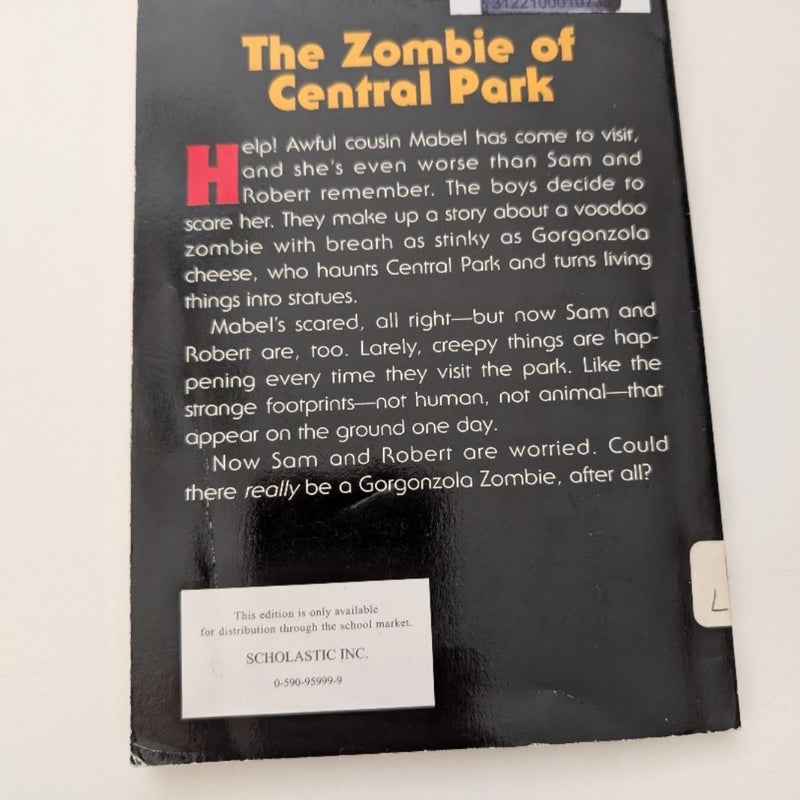 The Zombie of
Central Park
Help! Awful cousin Mabel has come to visit,
and she's even worse than Sam and
Robert remember. The boys decide to
scare her. They make up a story about a voodoo
zombie with breath as stinky as Gorgonzola
cheese, who haunts Central Park and turns living
things into statues.
Mabel's scared, all right—but now Sam and
Robert are, too. Lately, creepy things are hap-
pening every time they visit the park. Like the
strange footprints—not human, not animal—that
appear on the ground one day.
Now Sam and Robert are worried. Could
there really be a Gorgonzola Zombie, after all?
This edition is only available
for distribution through the school market.
SCHOLASTIC INC.
0-590-95999-9
L